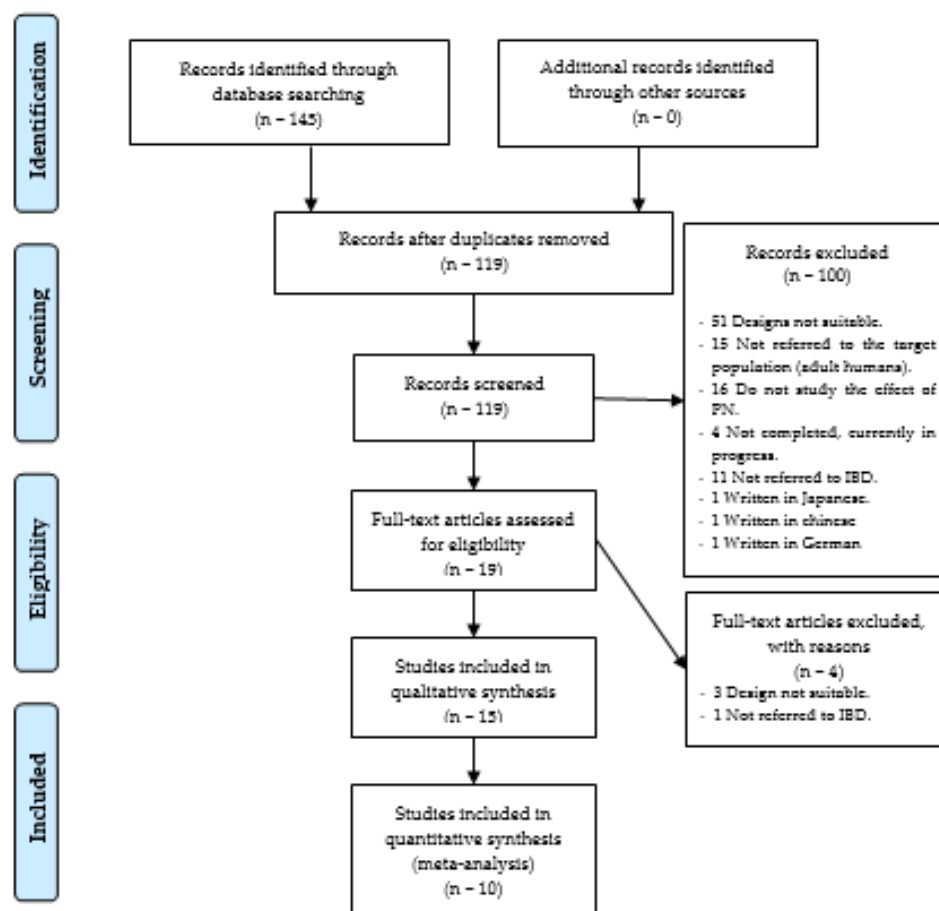 Identification
Records identified through
database searching
(n – 145)
Additional records identified
through other sources
(n – 0)
Records after duplicates removed
(n – 119)
Screening
Records screened
(n – 119)
Records excluded
(n – 100)
- 51 Designs not suitable.
- 15 Not referred to the target
population (adult humans).
- 16 Do not study the effect of
PN.
- 4 Not completed, currently in
progress.
- 11 Not referred to IBD.
- 1 Written in Japanese.
- 1 Written in chinese
- 1 Written in German
Eligibility
Full-text articles assessed
for eligibility
(n – 19)
Full-text articles excluded,
with reasons
(n – 4)
- 3 Design not suitable.
- 1 Not referred to IBD.
Studies included in
qualitative synthesis
(n – 15)
Included
Studies included in
quantitative synthesis
(meta-analysis)
(n – 10)